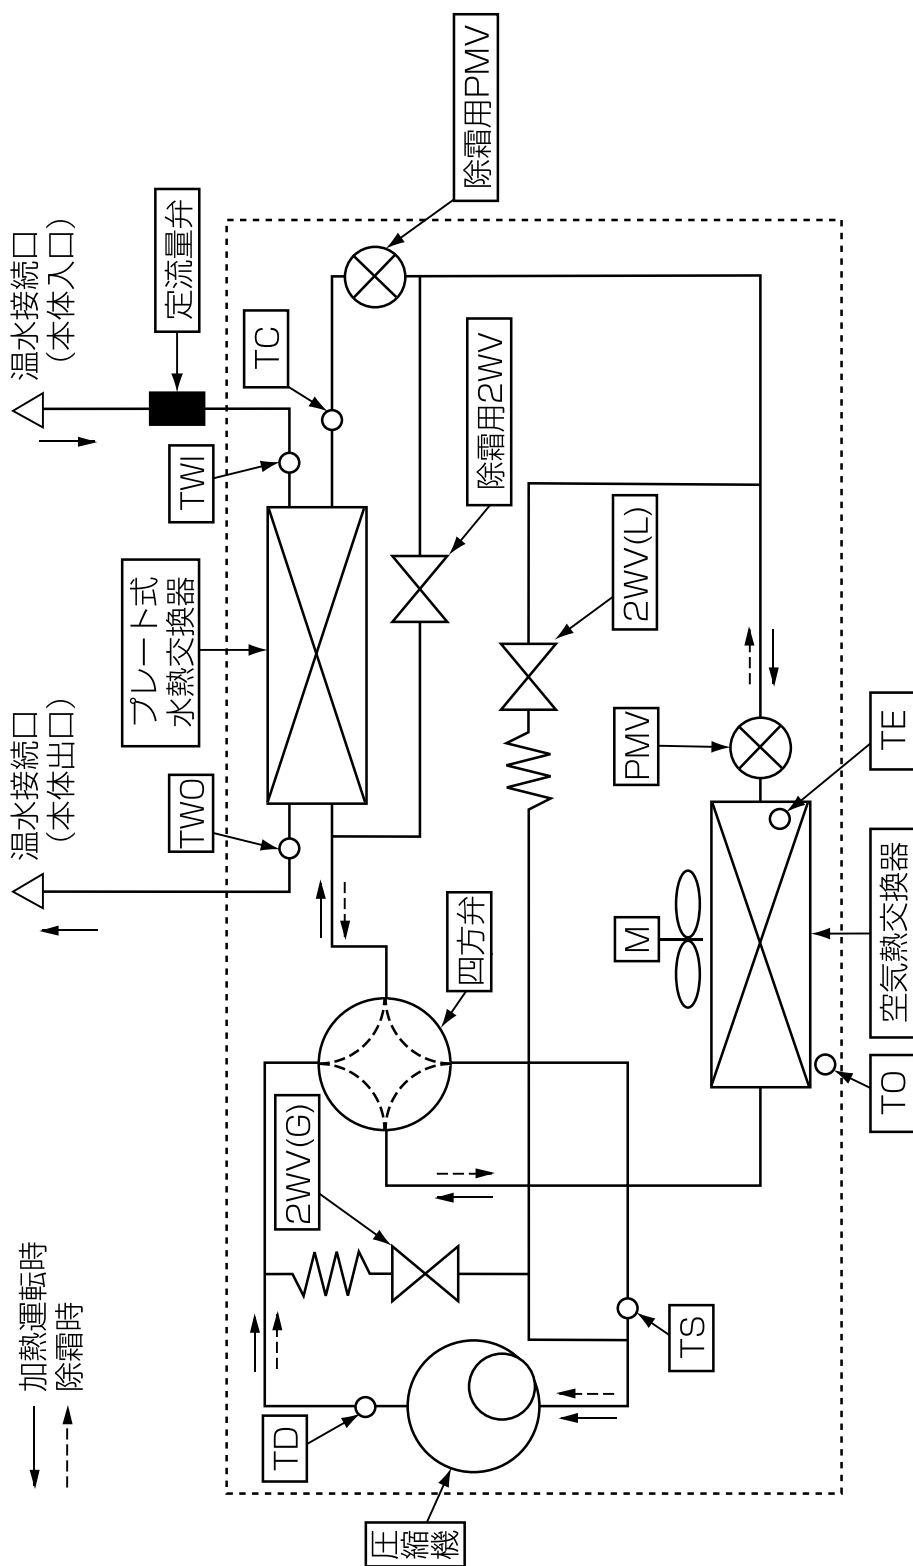 加熱運転時
除霜時
温水接続口
(本体出口)
温水接続口
(本体入口)
定流量弁
プレート式
水熱交換器
TWO
TWI
TC
除霜用PMV
除霜用2WV
2WV(L)
四方弁
2WV(G)
TD
圧縮機
TS
PMV
M
TE
空気熱交換器
TO